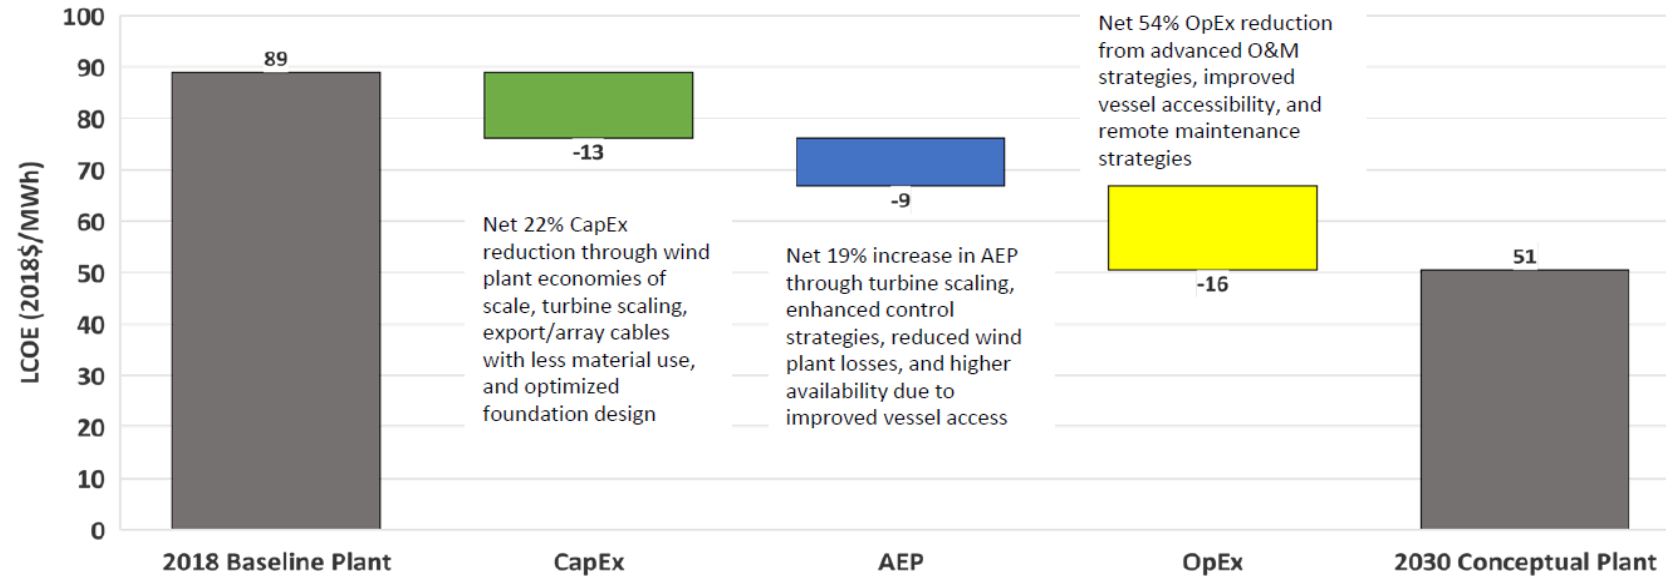 LCOE (2018$/MWh)
100
90
80
70
60
50
40
30
20
10
0
89
-13
Net 22% CapEx
reduction through wind
plant economies of
scale, turbine scaling,
export/array cables
with less material use,
and optimized
foundation design
-9
Net 19% increase in AEP
through turbine scaling,
enhanced control
strategies, reduced wind
plant losses, and higher
availability due to
improved vessel access
Net 54% OpEx reduction
from advanced O&M
strategies, improved
vessel accessibility, and
remote maintenance
strategies
-16
51
2018 Baseline Plant
CapEx
AEP
OpEx
2030 Conceptual Plant